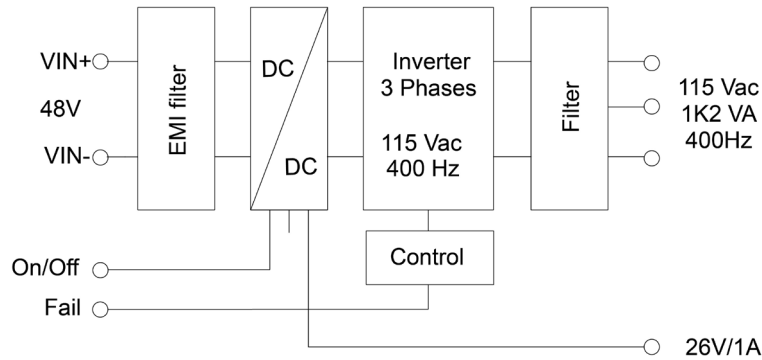 VIN+
48V
VIN-
EMI filter
DC
DC
Inverter
3 Phases
115 Vac
400 Hz
Filter
115 Vac
1K2 VA
400Hz
On/Off
Fail
Control
26V/1A